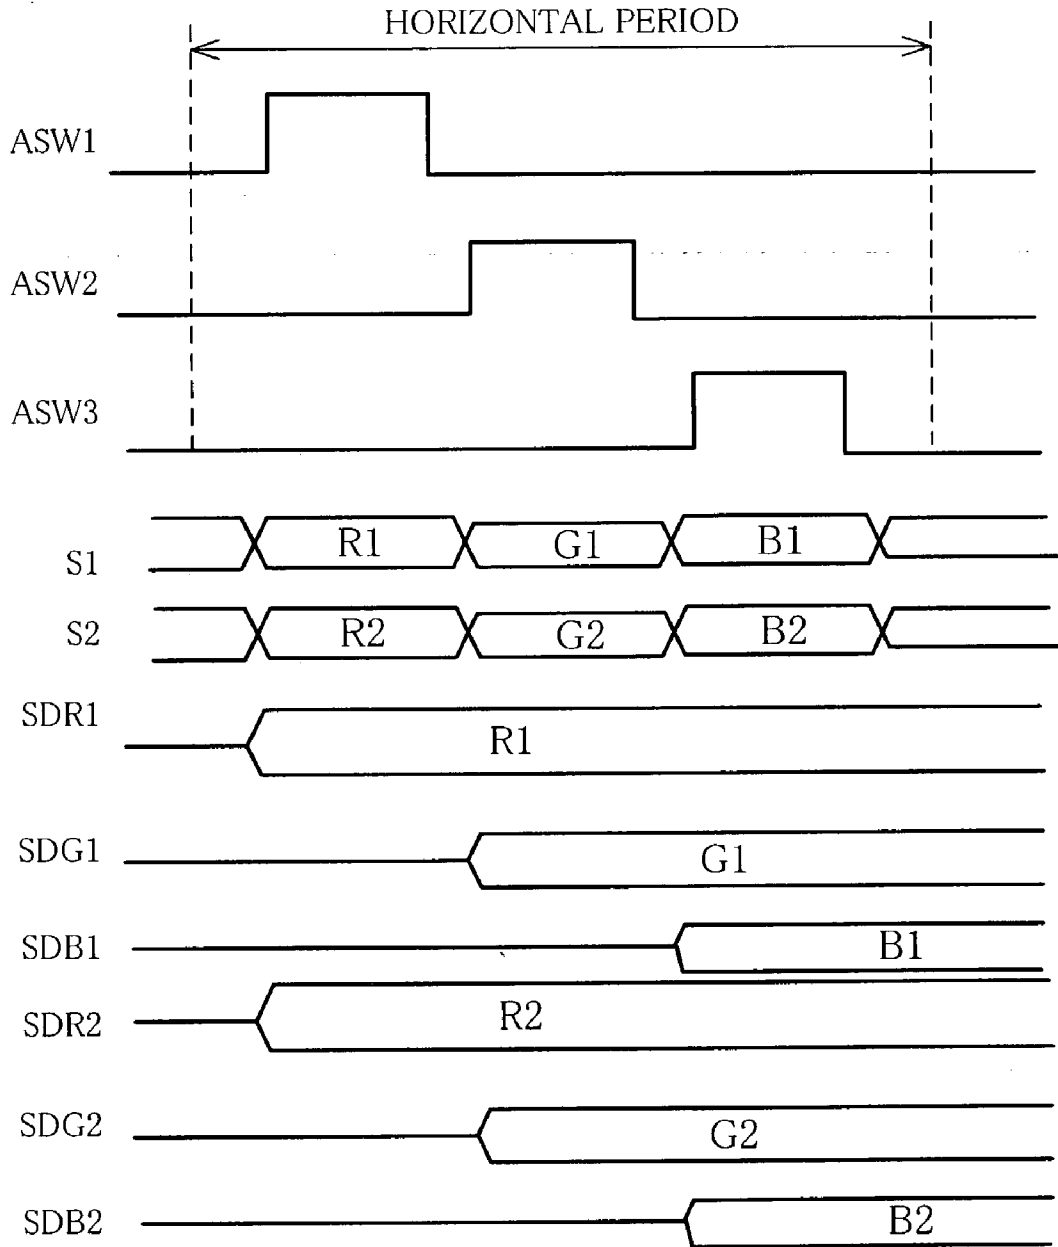 HORIZONTAL PERIOD
ASW1
ASW2
ASW3
S1 R1 G1 B1
S2 R2 G2 B2
SDR1 R1
SDG1 G1
SDB1 B1
SDR2 R2
SDG2 G2
SDB2 B2